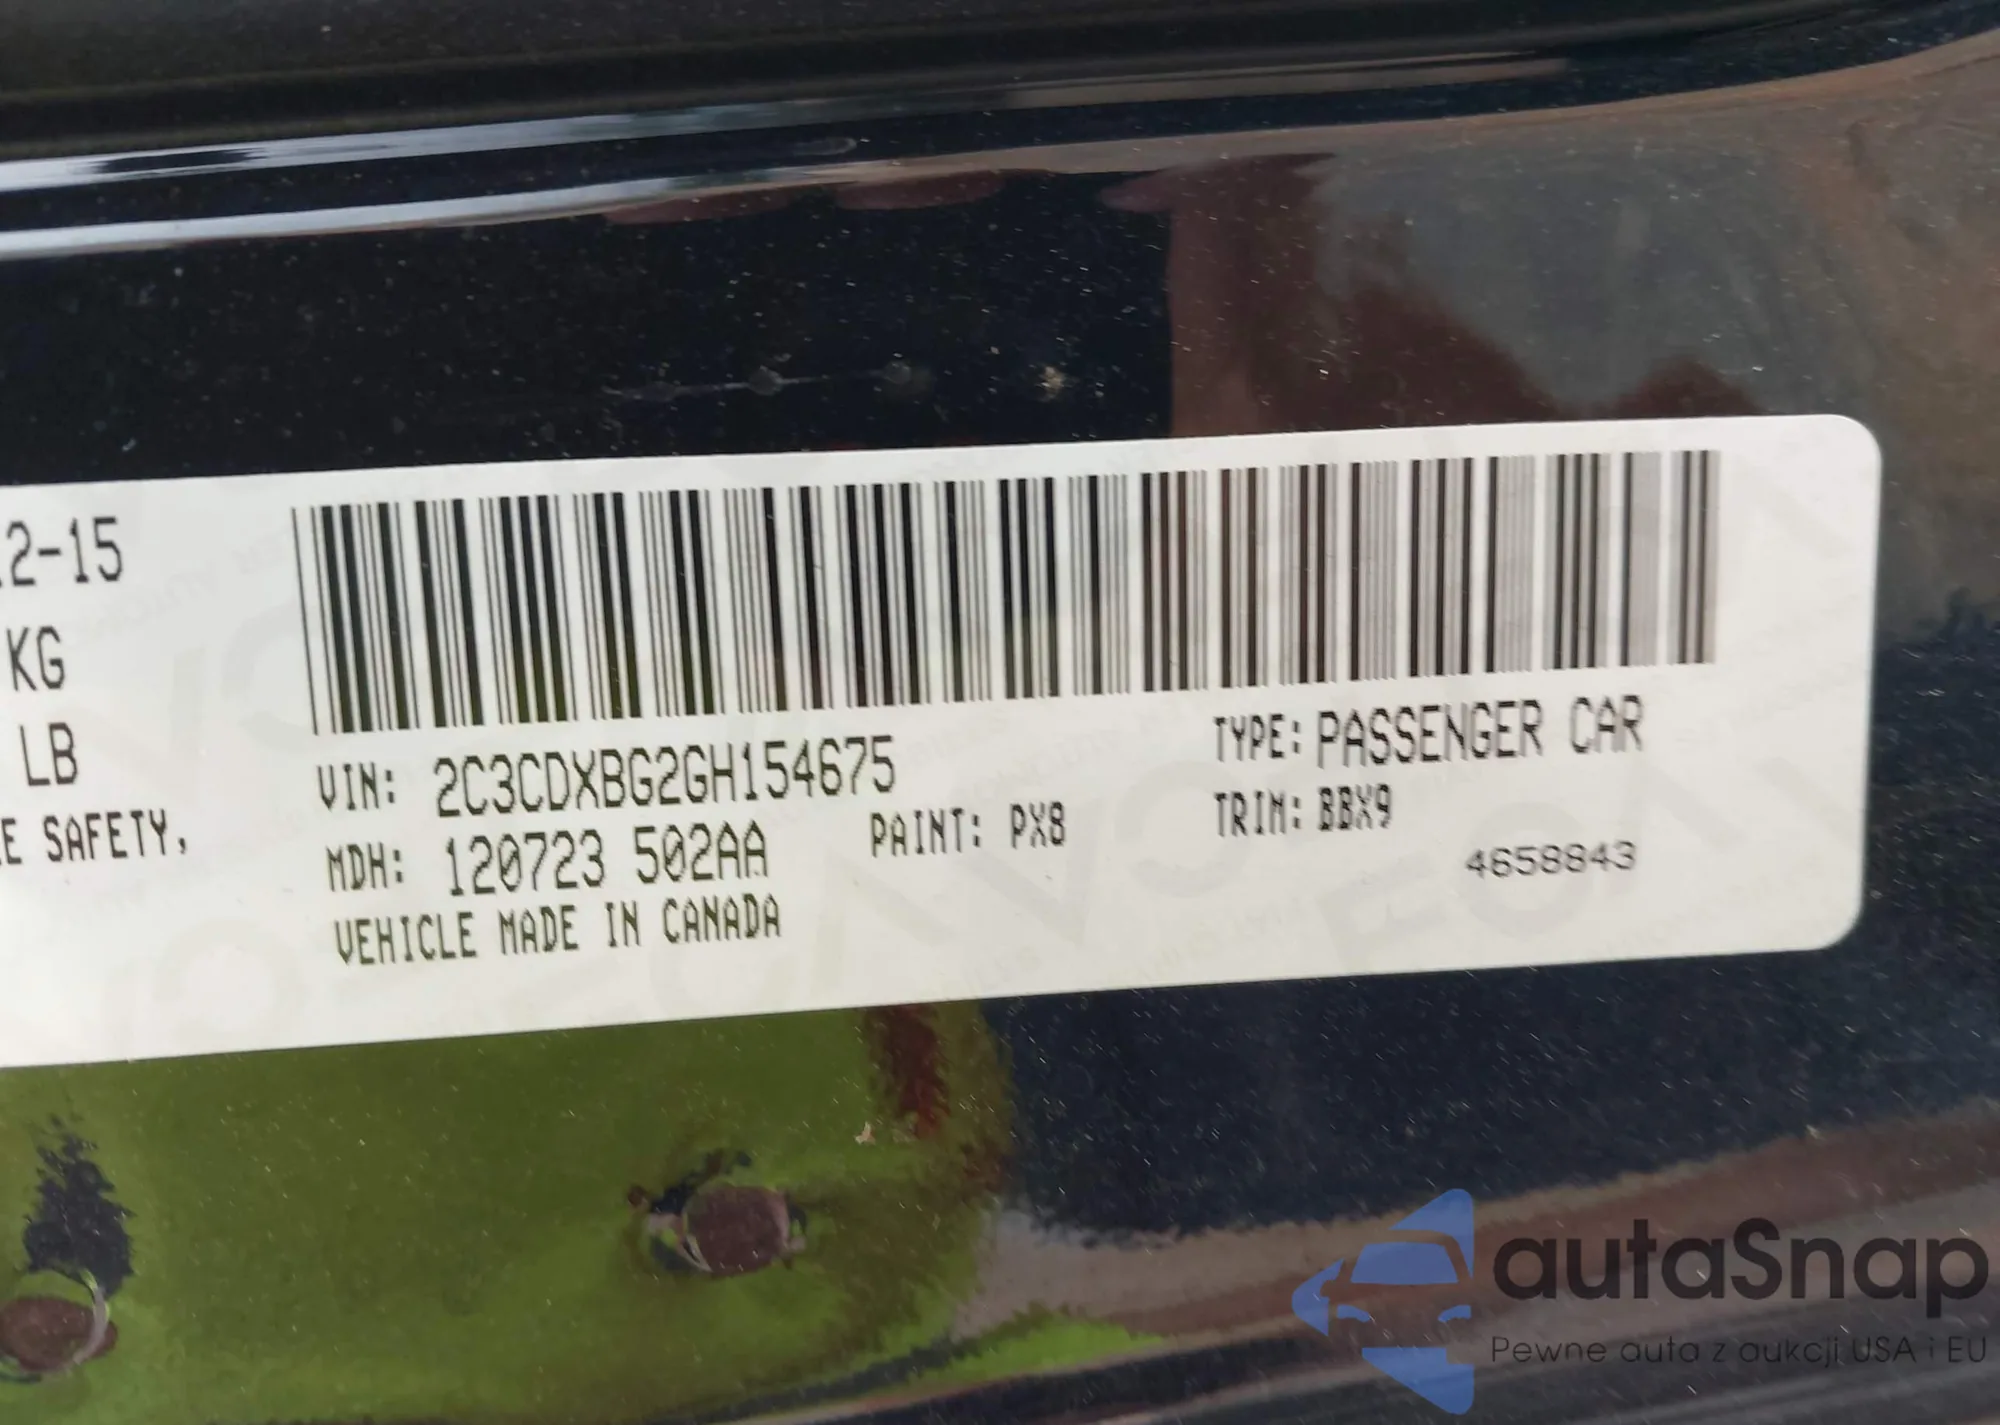 2-15
KG
LB
E SAFETY,
VIN: 2C3CDXBG2GH154675
TYPE: PASSENGER CAR
MDH: 120723 502AA
PAINT: PX8
TRIM: BBX9
4658843
VEHICLE MADE IN CANADA
autaSnap
Pewne auta z aukcji USA i EU